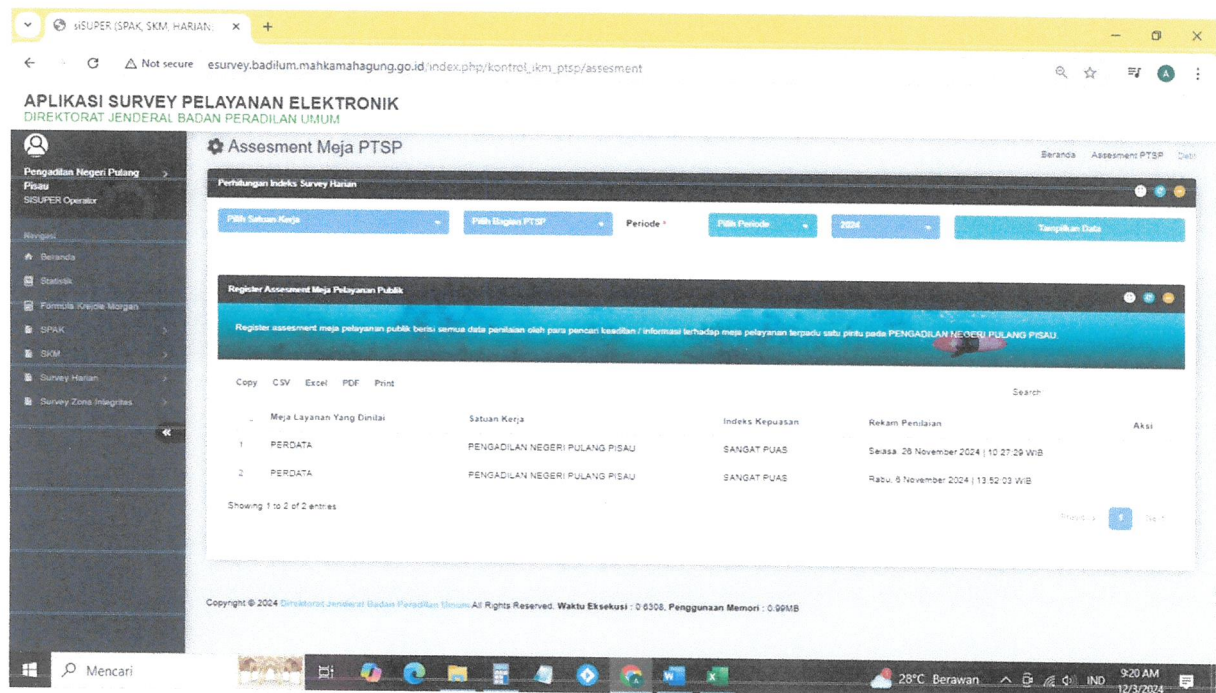 siSUPER (SPAK, SKM, HARIAN
Not secure esurvey.badilum.mahkamahagung.go.id/index.php/kontrol_ikm_ptsp/assesment
A
APLIKASI SURVEY PELAYANAN ELEKTRONIK
DIREKTORAT JENDERAL BADAN PERADILAN UMUM
Pengadilan Negeri Pulang
Pisau
SISUPER Operator
Navigasi
Beranda
Statistik
Formula Krejcie Morgan
SPAK
SKM
Survey Harian
Survey Zona Integritas
Assesment Meja PTSP
Beranda Assesment PTSP
Perhitungan Indeks Survey Harian
Pilih Satuan Kerja Pilih Bagian PTSP Periode * Pilih Periode 2024 Tampilkan Data
Register Assesment Meja Pelayanan Publik
Register assesment meja pelayanan publik berisi semua data penilaian oleh para pencari keadilan / informasi terhadap meja pelayanan terpadu satu pintu pada PENGADILAN NEGERI PULANG PISAU.
Copy CSV Excel PDF Print
Search
Meja Layanan Yang Dinilai Satuan Kerja Indeks Kepuasan Rekam Penilaian Aksi
1 PERDATA PENGADILAN NEGERI PULANG PISAU SANGAT PUAS Selasa, 26 November 2024 | 10:27:29 WIB
2 PERDATA PENGADILAN NEGERI PULANG PISAU SANGAT PUAS Rabu, 6 November 2024 | 13:52:03 WIB
Showing 1 to 2 of 2 entries
Previous Next
Copyright © 2024 Direktorat Jenderal Badan Peradilan Umum All Rights Reserved. Waktu Eksekusi : 0.6308, Penggunaan Memori : 0.99MB
Mencari
28°C Berawan IND 9:20 AM
12/3/2024